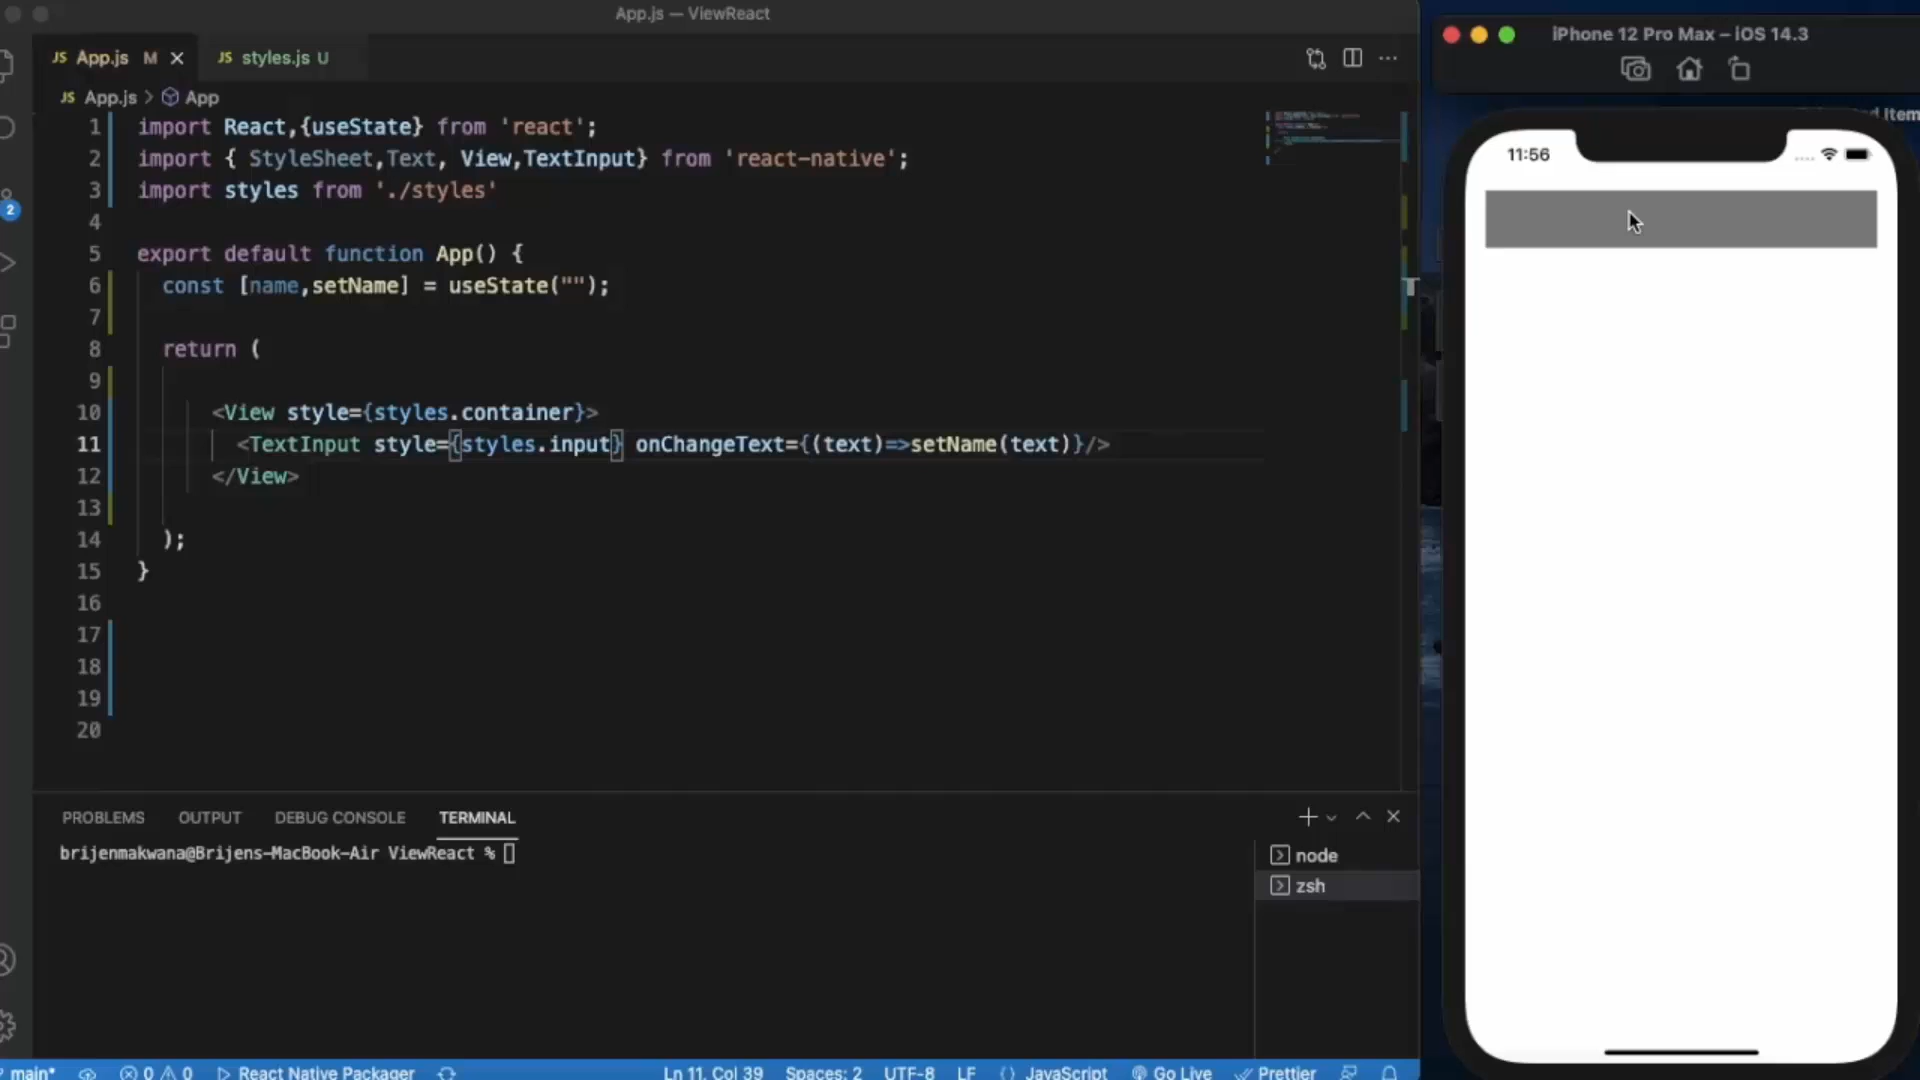 App.js — ViewReact
JS App.js M
JS styles.js U
JS App.js > App
1 import React,{useState} from 'react';
2 import { StyleSheet,Text, View,TextInput} from 'react-native';
3 import styles from './styles'
4
5 export default function App() {
6 const [name,setName] = useState("");
7
8 return (
9
10 <View style={styles.container}>
11 <TextInput style={styles.input} onChangeText={(text)=>setName(text)}/>
12 </View>
13
14 );
15 }
16
17
18
19
20
2
PROBLEMS OUTPUT DEBUG CONSOLE TERMINAL
brijenmakwana@Brijens-MacBook-Air ViewReact %
node
zsh
main* 0 0 React Native Packager Ln 11, Col 39 Spaces: 2 UTF-8 LF JavaScript Go Live Prettier
iPhone 12 Pro Max – iOS 14.3
11:56